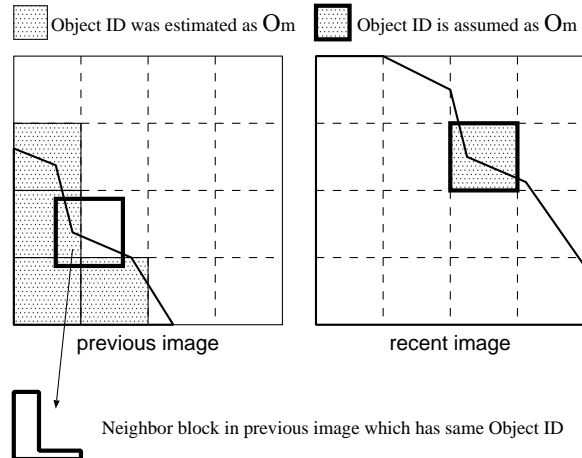 Object ID was estimated as Om
Object ID is assumed as Om
previous image
recent image
Neighbor block in previous image which has same Object ID